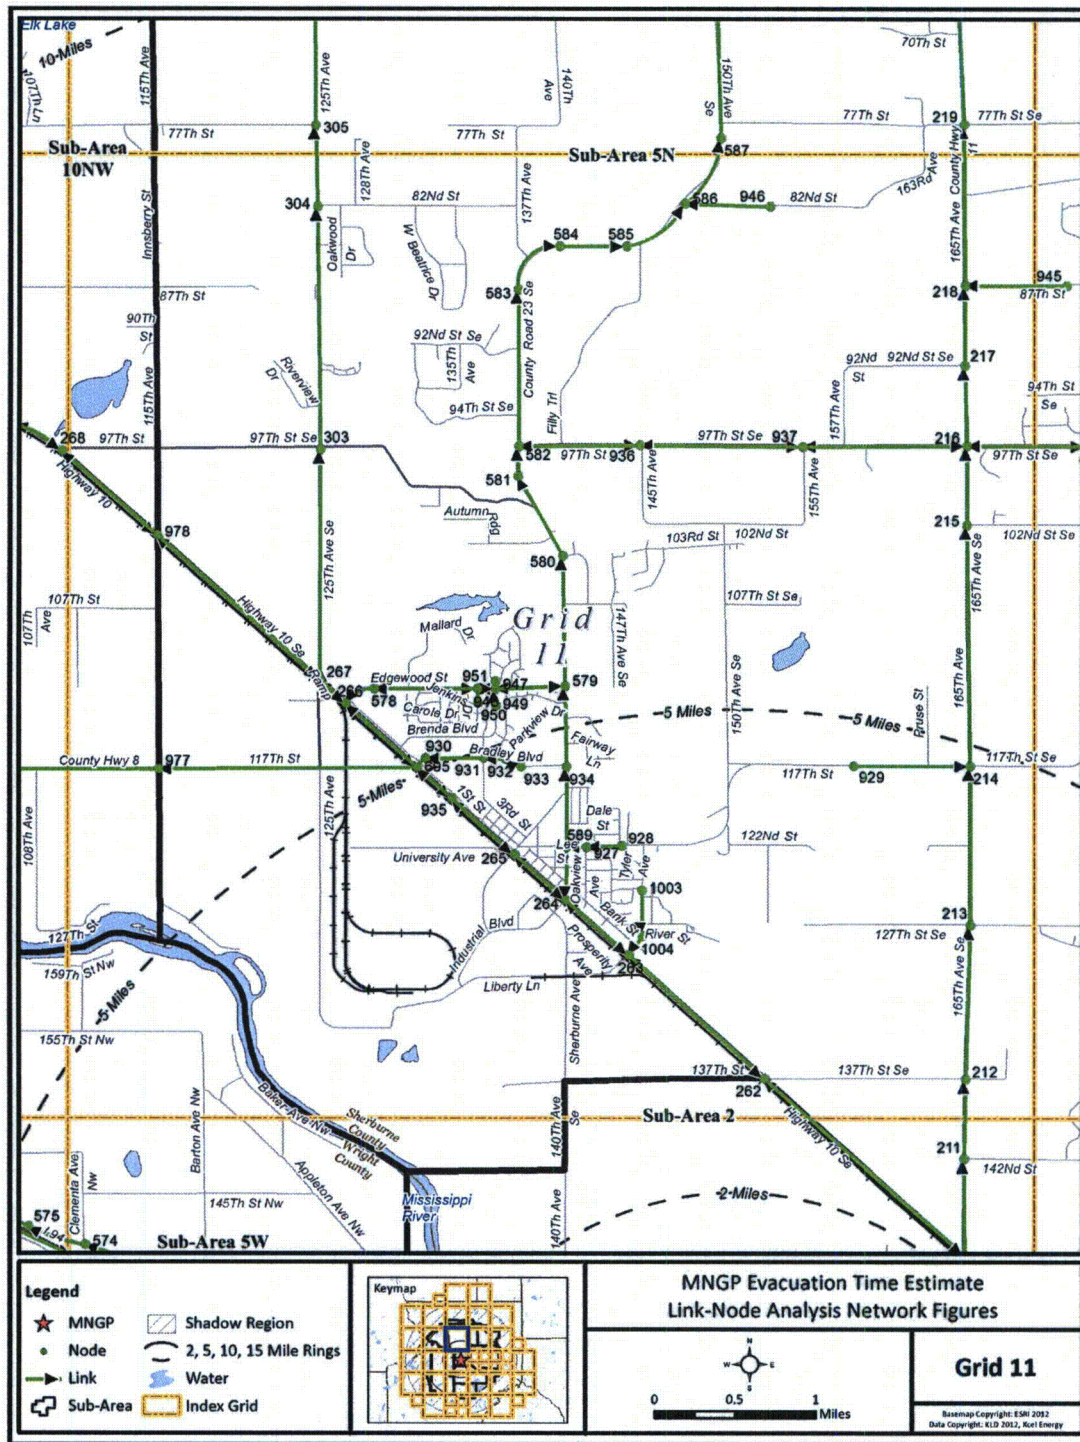 Elk Lake
10-Miles
107Th Ln
115Th Ave
125Th Ave
140Th Ave
150Th Ave Se
70Th St
305
77Th St
77Th St
77Th St
219
77Th St Se
587
Sub-Area 10NW
Sub-Area 5N
128Th Ave
137Th Ave
163Rd Ave
County Hwy 11
165Th Ave
304
82Nd St
586
946
82Nd St
Innsberry St
Oakwood Dr
W Beatrice Dr
584
585
583
County Road 23 Se
945
87Th St
218
87Th St
90Th St
92Nd St Se
135Th Ave
217
92Nd St
92Nd St Se
Riverview Dr
115Th Ave
94Th St Se
Filly Trl
157Th Ave
94Th St Se
268
97Th St
97Th St Se
303
582
97Th St
936
97Th St Se
937
216
97Th St Se
Highway 10
581
145Th Ave
155Th Ave
978
Autumn Rdg
215
102Nd St
102Nd St Se
103Rd St
125Th Ave Se
580
107Th St
107Th Ave
107Th St Se
Highway 10 Se
Mallard Dr
Grid 11
147Th Ave Se
165Th Ave Se
267
Ramp
266
Edgewood St
951
947
579
578
Jenkins Dr
949
Carole Dr
950
Parkview Dr
Brenda Blvd
150Th Ave Se
165Th Ave
Pruse St
5 Miles
5 Miles
930
Bradley Blvd
Fairway Ln
County Hwy 8
977
117Th St
605
931
932
933
934
117Th St
929
214
117Th St Se
5-Miles
935
1St St
3Rd St
125Th Ave
108Th Ave
Dale St
589
Lee St
927
928
122Nd St
University Ave
265
Oakview Ave
Tyler Ave
1003
264
Industrial Blvd
Bank St
River St
213
127Th St
127Th St Se
Prosperity Ave
1004
263
159Th St Nw
Liberty Ln
5-Miles
Sherburne Ave
165Th Ave Se
155Th St Nw
137Th St
262
137Th St Se
212
Baker Ave Nw
Sherburne County
Wright County
Sub-Area 2
140Th Ave Se
Highway 10 Se
Barton Ave Nw
211
142Nd St
Clementa Ave Nw
Appleton Ave Nw
145Th St Nw
Mississippi River
140Th Ave
2-Miles
575
I-94
574
Sub-Area 5W
Legend
MNGP
Node
Link
Sub-Area
Shadow Region
2, 5, 10, 15 Mile Rings
Water
Index Grid
Keymap
MNGP Evacuation Time Estimate
Link-Node Analysis Network Figures
N
W
E
S
0
0.5
1
Miles
Grid 11
Basemap Copyright: ESRI 2012
Data Copyright: KLD 2012, Xcel Energy